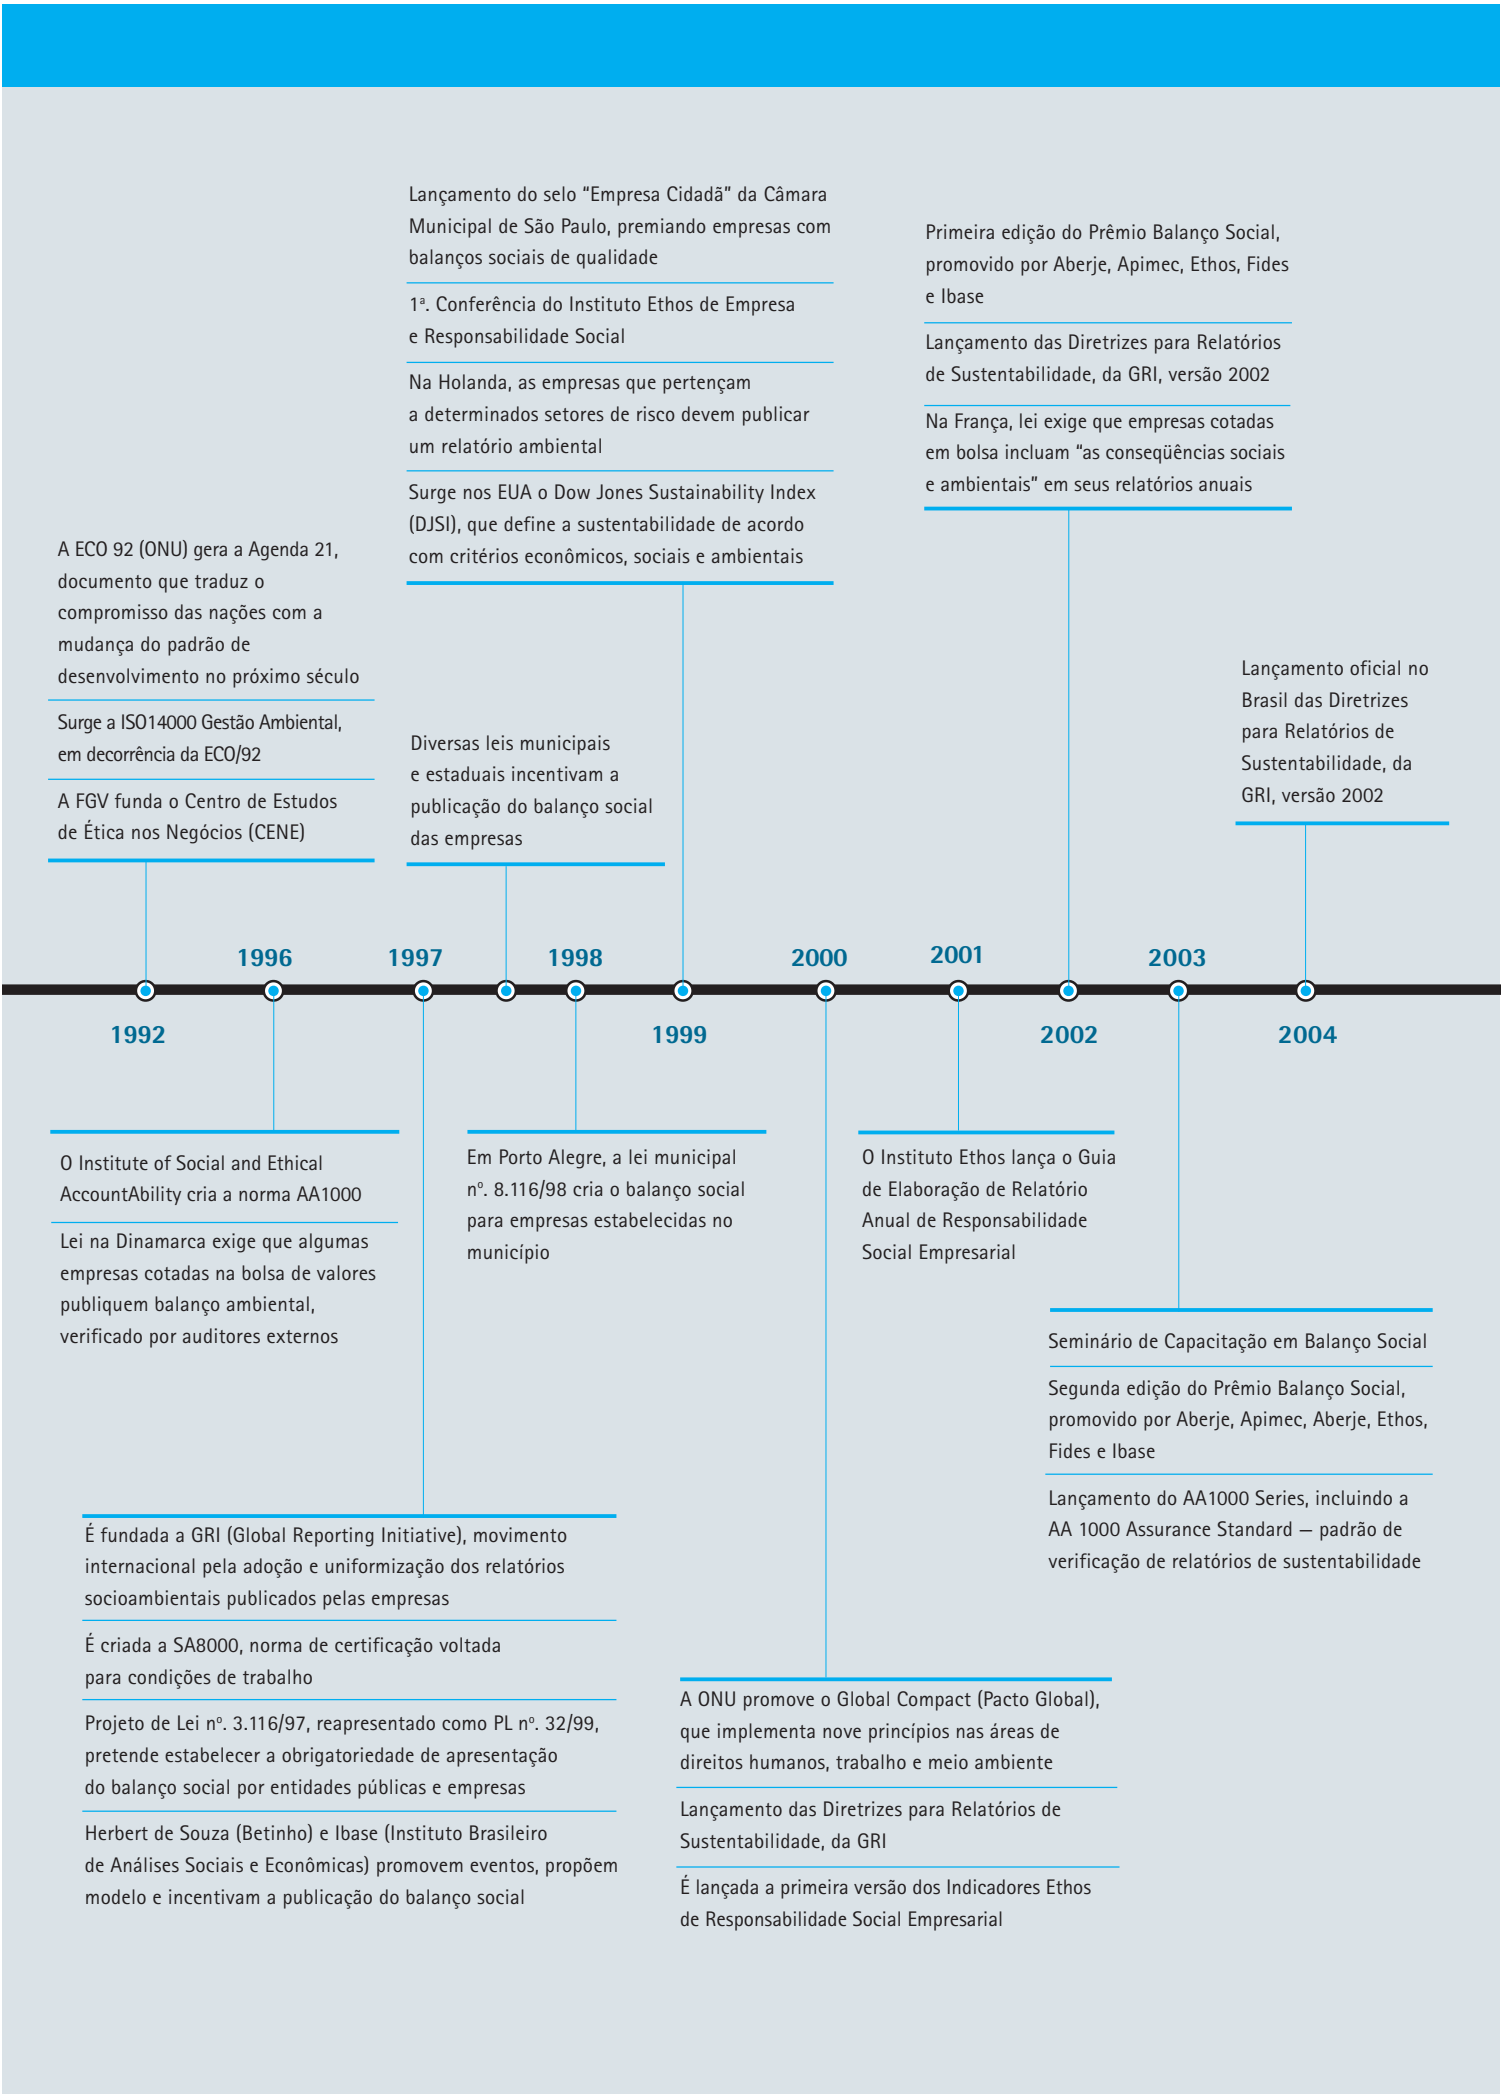 Lançamento do selo “Empresa Cidadã” da Câmara
Municipal de São Paulo, premiando empresas com
balanços sociais de qualidade
1ª. Conferência do Instituto Ethos de Empresa
e Responsabilidade Social
Na Holanda, as empresas que pertençam
a determinados setores de risco devem publicar
um relatório ambiental
Surge nos EUA o Dow Jones Sustainability Index
(DJSI), que define a sustentabilidade de acordo
com critérios econômicos, sociais e ambientais
Primeira edição do Prêmio Balanço Social,
promovido por Aberje, Apimec, Ethos, Fides
e Ibase
Lançamento das Diretrizes para Relatórios
de Sustentabilidade, da GRI, versão 2002
Na França, lei exige que empresas cotadas
em bolsa incluam “as conseqüências sociais
e ambientais” em seus relatórios anuais
A ECO 92 (ONU) gera a Agenda 21,
documento que traduz o
compromisso das nações com a
mudança do padrão de
desenvolvimento no próximo século
Surge a ISO14000 Gestão Ambiental,
em decorrência da ECO/92
A FGV funda o Centro de Estudos
de Ética nos Negócios (CENE)
Diversas leis municipais
e estaduais incentivam a
publicação do balanço social
das empresas
Lançamento oficial no
Brasil das Diretrizes
para Relatórios de
Sustentabilidade, da
GRI, versão 2002
1996 1997 1998 2000 2001 2003
1992 1999 2002 2004
O Institute of Social and Ethical
AccountAbility cria a norma AA1000
Lei na Dinamarca exige que algumas
empresas cotadas na bolsa de valores
publiquem balanço ambiental,
verificado por auditores externos
Em Porto Alegre, a lei municipal
nº. 8.116/98 cria o balanço social
para empresas estabelecidas no
município
O Instituto Ethos lança o Guia
de Elaboração de Relatório
Anual de Responsabilidade
Social Empresarial
Seminário de Capacitação em Balanço Social
Segunda edição do Prêmio Balanço Social,
promovido por Aberje, Apimec, Aberje, Ethos,
Fides e Ibase
Lançamento do AA1000 Series, incluindo a
AA 1000 Assurance Standard — padrão de
verificação de relatórios de sustentabilidade
É fundada a GRI (Global Reporting Initiative), movimento
internacional pela adoção e uniformização dos relatórios
socioambientais publicados pelas empresas
É criada a SA8000, norma de certificação voltada
para condições de trabalho
Projeto de Lei nº. 3.116/97, reapresentado como PL nº. 32/99,
pretende estabelecer a obrigatoriedade de apresentação
do balanço social por entidades públicas e empresas
Herbert de Souza (Betinho) e Ibase (Instituto Brasileiro
de Análises Sociais e Econômicas) promovem eventos, propõem
modelo e incentivam a publicação do balanço social
A ONU promove o Global Compact (Pacto Global),
que implementa nove princípios nas áreas de
direitos humanos, trabalho e meio ambiente
Lançamento das Diretrizes para Relatórios de
Sustentabilidade, da GRI
É lançada a primeira versão dos Indicadores Ethos
de Responsabilidade Social Empresarial